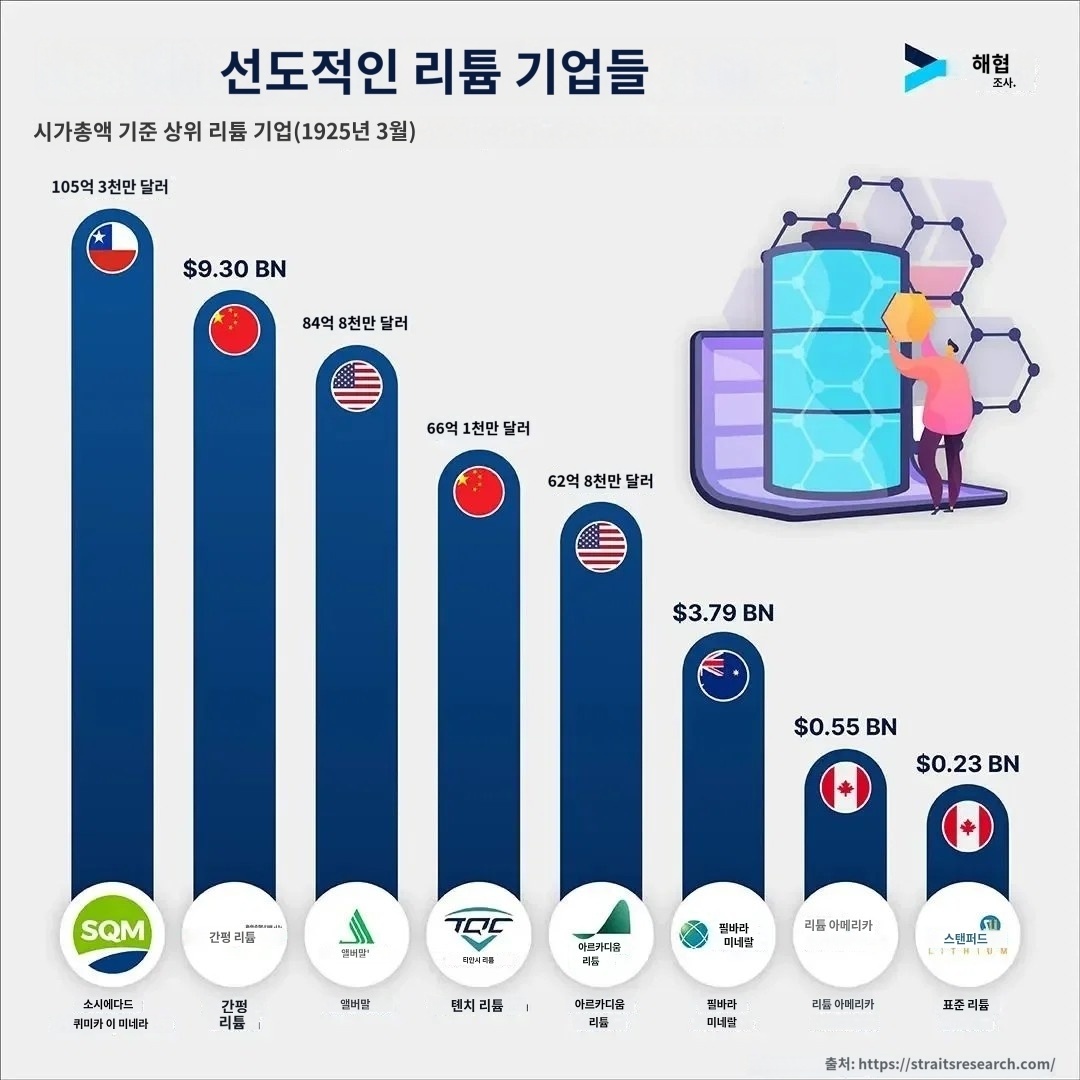 선도적인 리튬 기업들
해협
조사.
시가총액 기준 상위 리튬 기업(1925년 3월)
105억 3천만 달러
$9.30 BN
84억 8천만 달러
66억 1천만 달러
62억 8천만 달러
$3.79 BN
$0.55 BN
$0.23 BN
SQM
간펑 리튬
앨버말
TQC
티안시 리튬
아르카디움
리튬
필바라
미네랄
리튬 아메리카
스탠퍼드
LITHIUM
소시에다드
퀴미카 이 미네라
간펑
리튬
앨버말
톈치 리튬
아르카디움
리튬
필바라
미네랄
리튬 아메리카
표준 리튬
출처: https://straitsresearch.com/